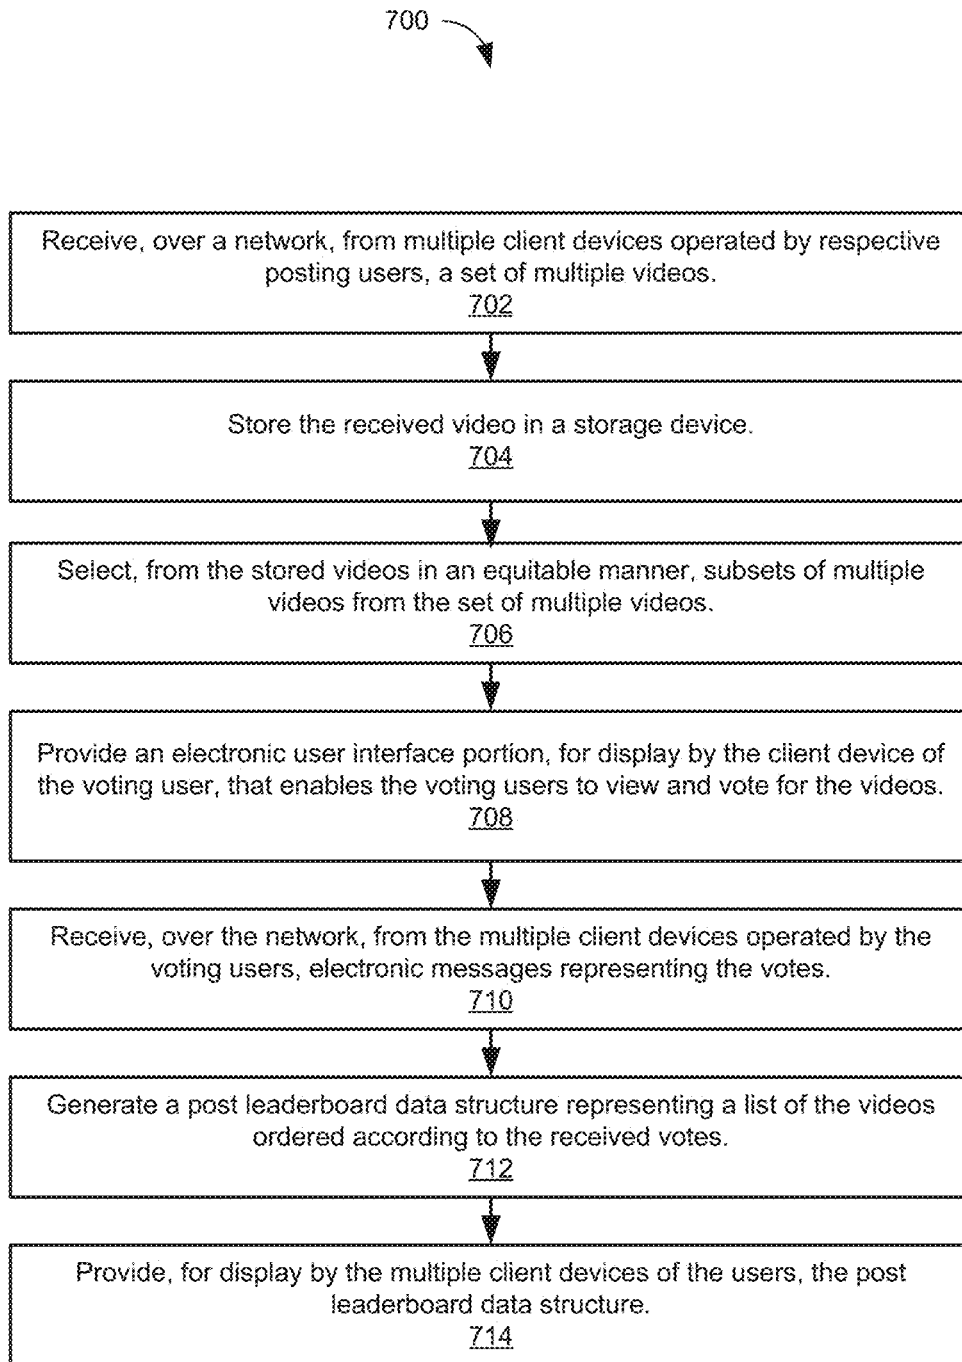 700
Receive, over a network, from multiple client devices operated by respective
posting users, a set of multiple videos.
702
Store the received video in a storage device.
704
Select, from the stored videos in an equitable manner, subsets of multiple
videos from the set of multiple videos.
706
Provide an electronic user interface portion, for display by the client device of
the voting user, that enables the voting users to view and vote for the videos.
708
Receive, over the network, from the multiple client devices operated by the
voting users, electronic messages representing the votes.
710
Generate a post leaderboard data structure representing a list of the videos
ordered according to the received votes.
712
Provide, for display by the multiple client devices of the users, the post
leaderboard data structure.
714